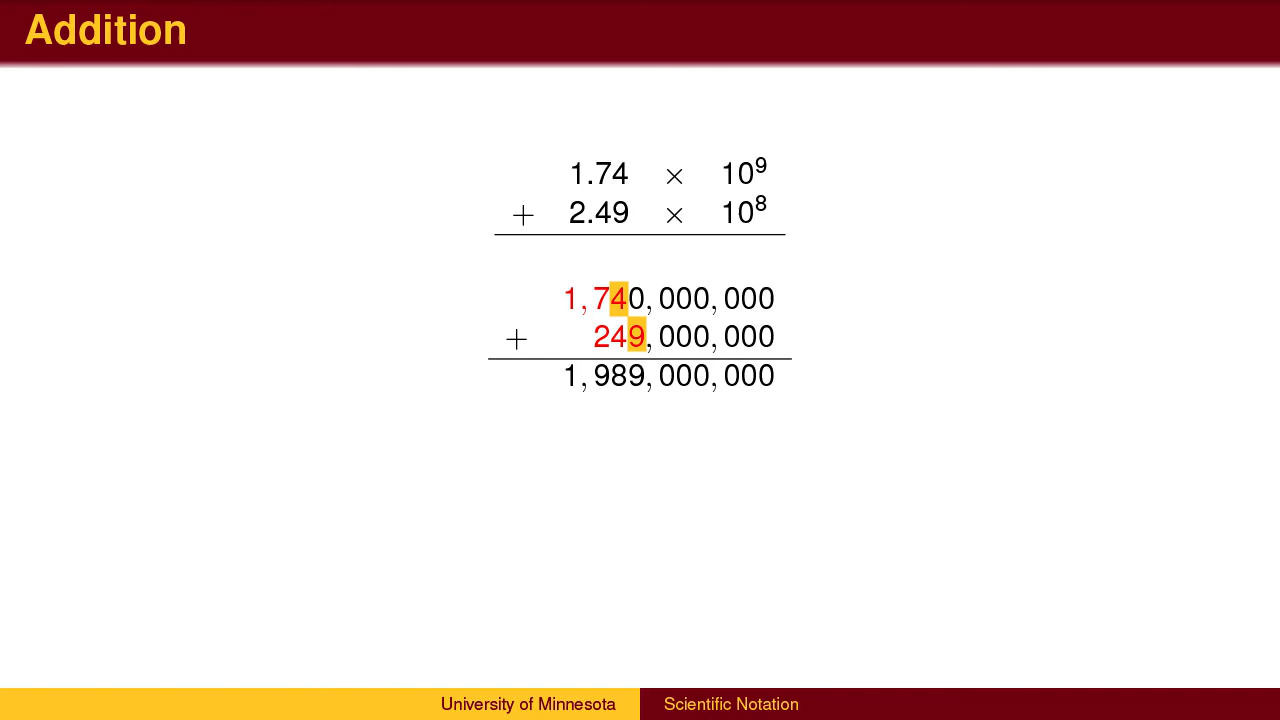 Addition
1.74 × 10⁹
+ 2.49 × 10⁸
1,740,000,000
+ 249,000,000
1,989,000,000
University of Minnesota Scientific Notation